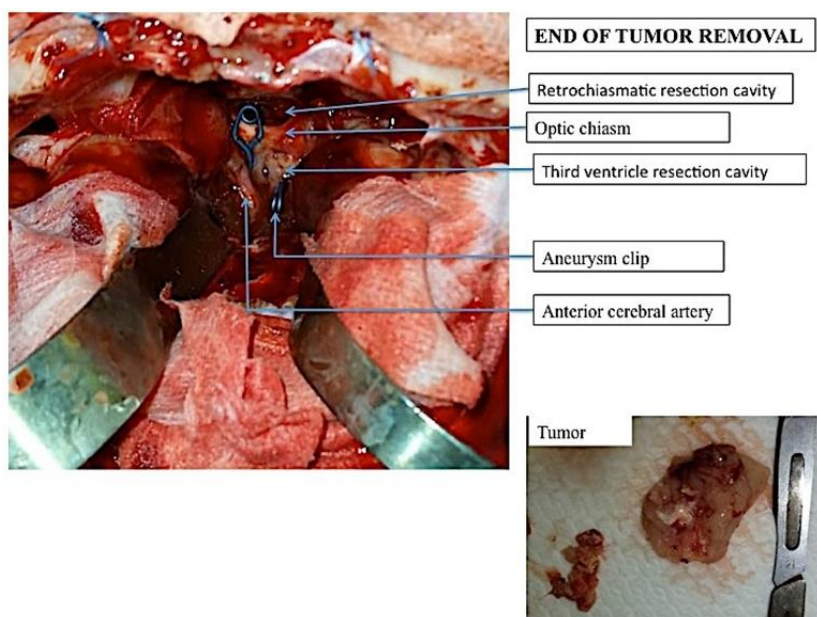 END OF TUMOR REMOVAL
Retrochiasmatic resection cavity
Optic chiasm
Third ventricle resection cavity
Aneurysm clip
Anterior cerebral artery
Tumor